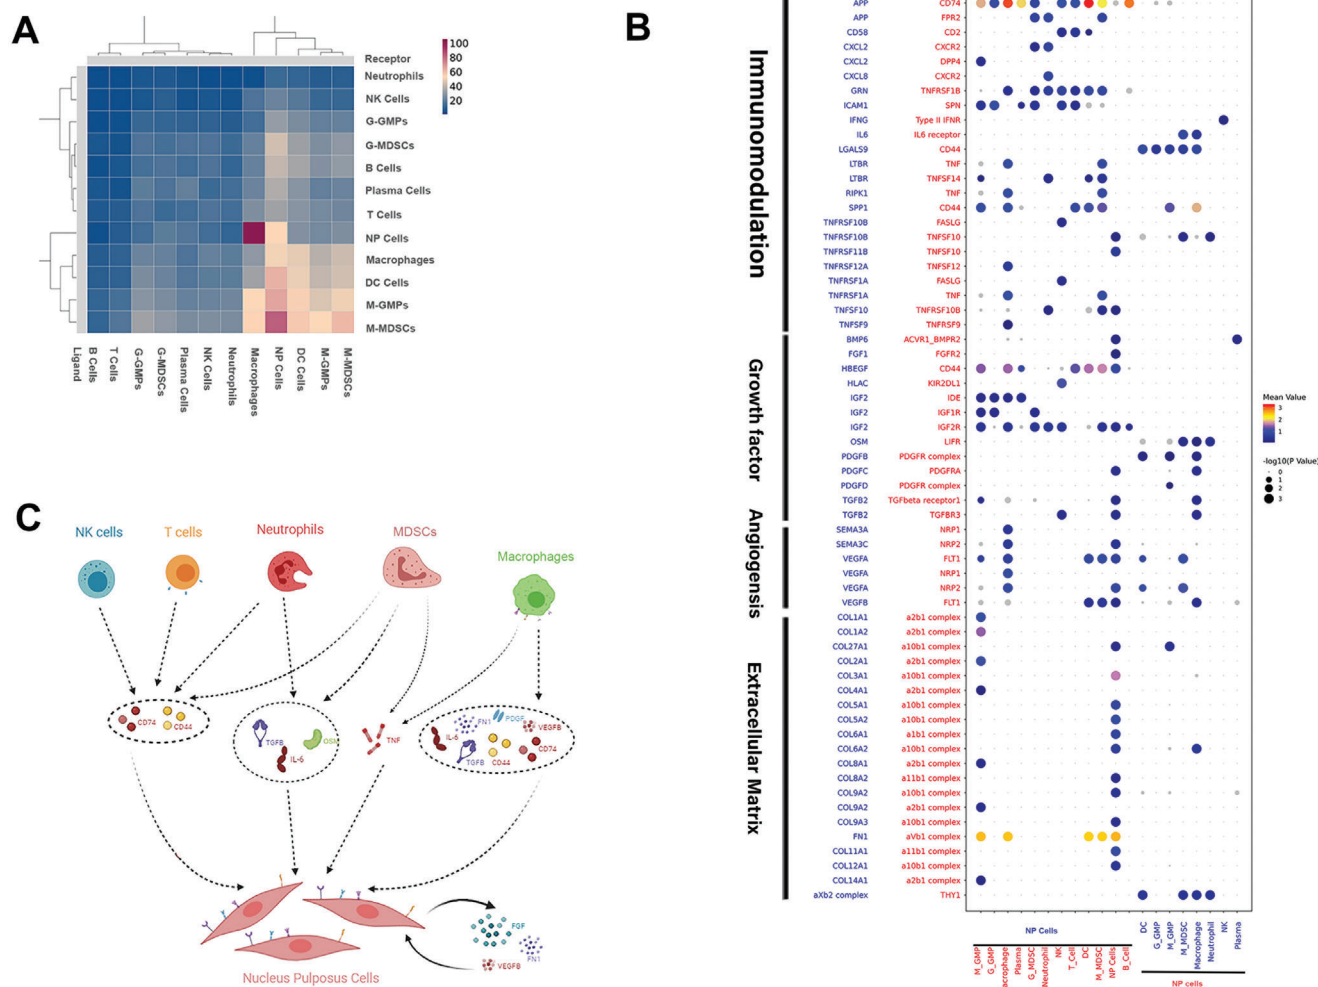 A
Receptor
Neutrophils
NK Cells
G-GMPs
G-MDSCs
B Cells
Plasma Cells
T Cells
NP Cells
Macrophages
DC Cells
M-GMPs
M-MDSCs
100
80
60
40
20
Ligand
B Cells
T Cells
G-GMPs
G-MDSCs
Plasma Cells
NK Cells
Neutrophils
Macrophages
NP Cells
DC Cells
M-GMPs
M-MDSCs
B
Immunomodulation
APP CD74
APP FPR2
CD58 CD2
CXCL2 CXCR2
CXCL2 DPP4
CXCL8 CXCR2
GRN TNFRSF1B
ICAM1 SPN
IFNG Type II IFNR
IL6 IL6 receptor
LGALS9 CD44
LTBR TNF
LTBR TNFSF14
RIPK1 TNF
SPP1 CD44
TNFRSF10B FASLG
TNFRSF10B TNFSF10
TNFRSF11B TNFSF10
TNFRSF12A TNFSF12
TNFRSF1A FASLG
TNFRSF1A TNF
TNFSF10 TNFRSF10B
TNFSF9 TNFRSF9
Growth factor
BMP6 ACVR1_BMPR2
FGF1 FGFR2
HBEGF CD44
HLAC KIR2DL1
IGF2 IDE
IGF2 IGF1R
IGF2 IGF2R
OSM LIFR
PDGFB PDGFR complex
PDGFC PDGFRA
PDGFD PDGFR complex
TGFB2 TGFbeta receptor1
TGFB2 TGFBR3
Angiogensis
SEMA3A NRP1
SEMA3C NRP2
VEGFA FLT1
VEGFA NRP1
VEGFA NRP2
VEGFB FLT1
Extracellular Matrix
COL1A1 a2b1 complex
COL1A2 a2b1 complex
COL27A1 a10b1 complex
COL2A1 a2b1 complex
COL3A1 a10b1 complex
COL4A1 a2b1 complex
COL5A1 a10b1 complex
COL5A2 a10b1 complex
COL6A1 a1b1 complex
COL6A2 a10b1 complex
COL8A1 a2b1 complex
COL8A2 a11b1 complex
COL9A2 a10b1 complex
COL9A2 a2b1 complex
COL9A3 a10b1 complex
FN1 aVb1 complex
COL11A1 a11b1 complex
COL12A1 a10b1 complex
COL14A1 a2b1 complex
aXb2 complex THY1
NP Cells
M_GMP
G_GMP
acrophage
Plasma
G_MDSC
Neutrophil
NK
T_Cell
DC
M_MDSC
NP Cells
B_Cell
DC
G_GMP
M_GMP
M_MDSC
Macrophage
Neutrophil
NK
Plasma
NP cells
Mean Value
3
2
1
-log10(P Value)
0
1
2
3
C
NK cells
T cells
Neutrophils
MDSCs
Macrophages
CD74
CD44
TGFB
OSM
IL-6
TNF
IL-6
FN1
PDGF
VEGFB
TGFB
CD44
CD74
FGF
FN1
VEGFB
Nucleus Pulposus Cells